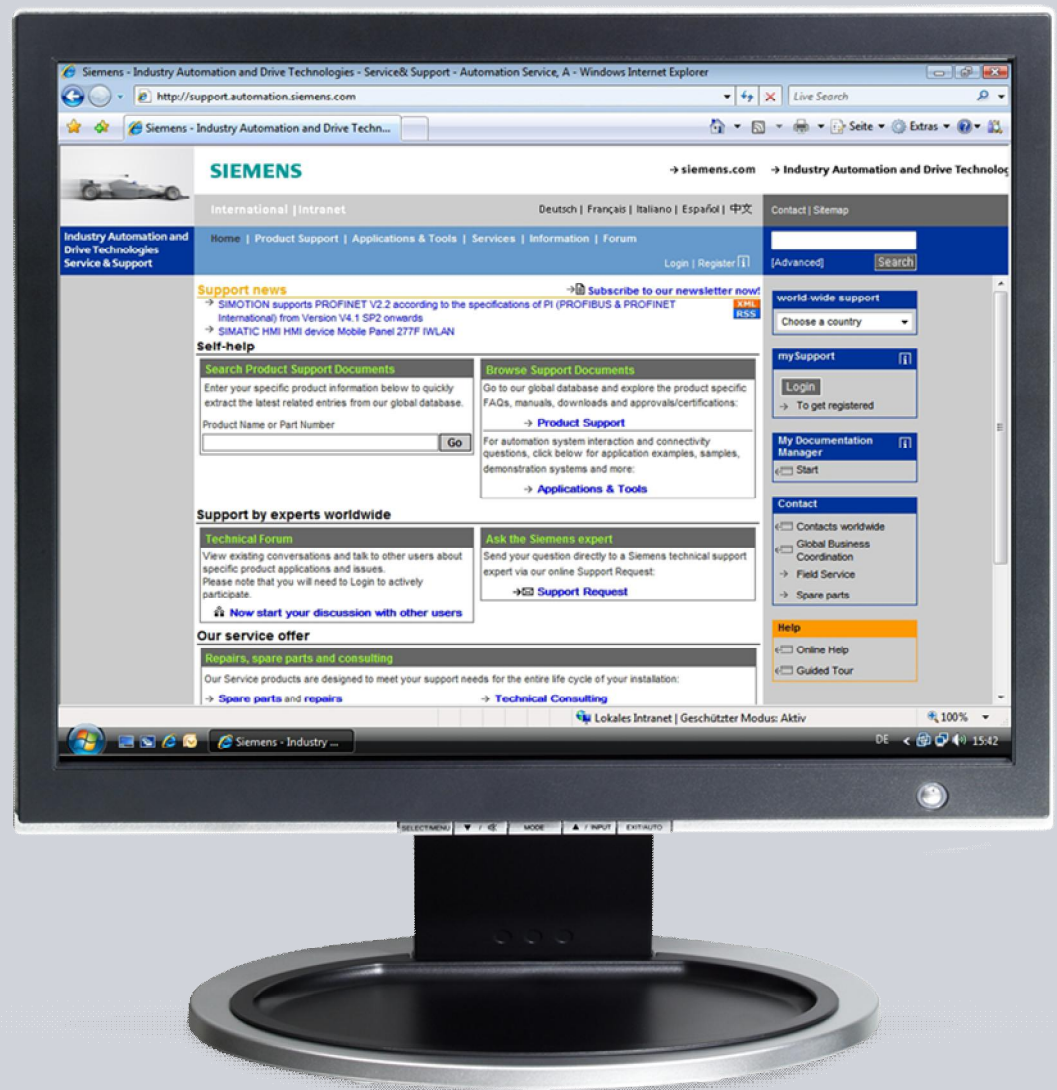 Siemens - Industry Automation and Drive Technologies - Service& Support - Automation Service, A - Windows Internet Explorer
http://support.automation.siemens.com
Live Search
Siemens - Industry Automation and Drive Techn...
Seite
Extras
SIEMENS
→ siemens.com → Industry Automation and Drive Technolog
International | Intranet
Deutsch | Français | Italiano | Español | 中文
Contact | Sitemap
Industry Automation and
Drive Technologies
Service & Support
Home | Product Support | Applications & Tools | Services | Information | Forum
Login | Register
[Advanced] Search
Support news
→ Subscribe to our newsletter now!
→ SIMOTION supports PROFINET V2.2 according to the specifications of PI (PROFIBUS & PROFINET
International) from Version V4.1 SP2 onwards
XML
RSS
→ SIMATIC HMI HMI device Mobile Panel 277F IWLAN
Self-help
Search Product Support Documents
Enter your specific product information below to quickly
extract the latest related entries from our global database.
Product Name or Part Number
Go
Browse Support Documents
Go to our global database and explore the product specific
FAQs, manuals, downloads and approvals/certifications:
→ Product Support
For automation system interaction and connectivity
questions, click below for application examples, samples,
demonstration systems and more:
→ Applications & Tools
Support by experts worldwide
Technical Forum
View existing conversations and talk to other users about
specific product applications and issues.
Please note that you will need to Login to actively
participate.
Now start your discussion with other users
Ask the Siemens expert
Send your question directly to a Siemens technical support
expert via our online Support Request:
→ Support Request
Our service offer
Repairs, spare parts and consulting
Our Service products are designed to meet your support needs for the entire life cycle of your installation:
→ Spare parts and repairs
→ Technical Consulting
world-wide support
Choose a country
mySupport
Login
→ To get registered
My Documentation
Manager
Start
Contact
Contacts worldwide
Global Business
Coordination
→ Field Service
→ Spare parts
Help
Online Help
Guided Tour
Lokales Intranet | Geschützter Modus: Aktiv
100%
Siemens - Industry ...
DE
15:42
SELECT/MENU ▼ / MODE ▲ / INPUT EXIT/AUTO